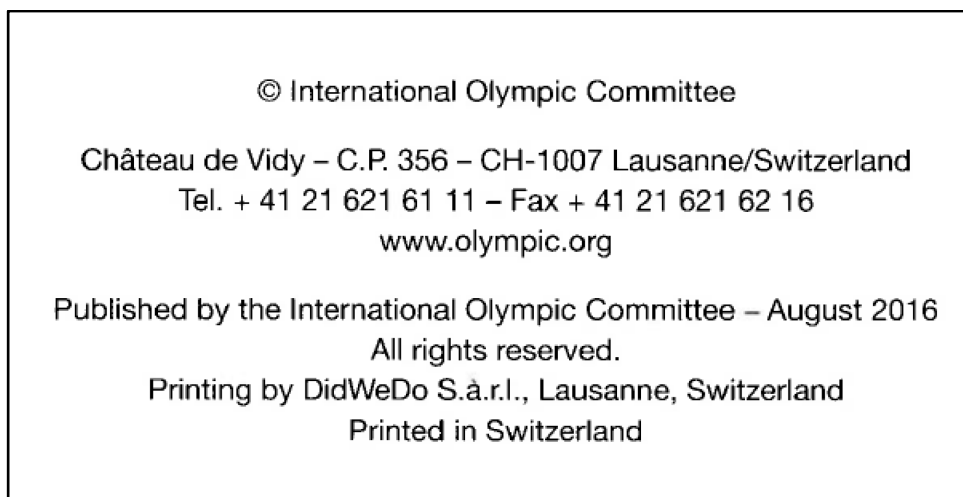 © International Olympic Committee
Château de Vidy – C.P. 356 – CH-1007 Lausanne/Switzerland
Tel. + 41 21 621 61 11 – Fax + 41 21 621 62 16
www.olympic.org
Published by the International Olympic Committee – August 2016
All rights reserved.
Printing by DidWeDo S.à.r.l., Lausanne, Switzerland
Printed in Switzerland